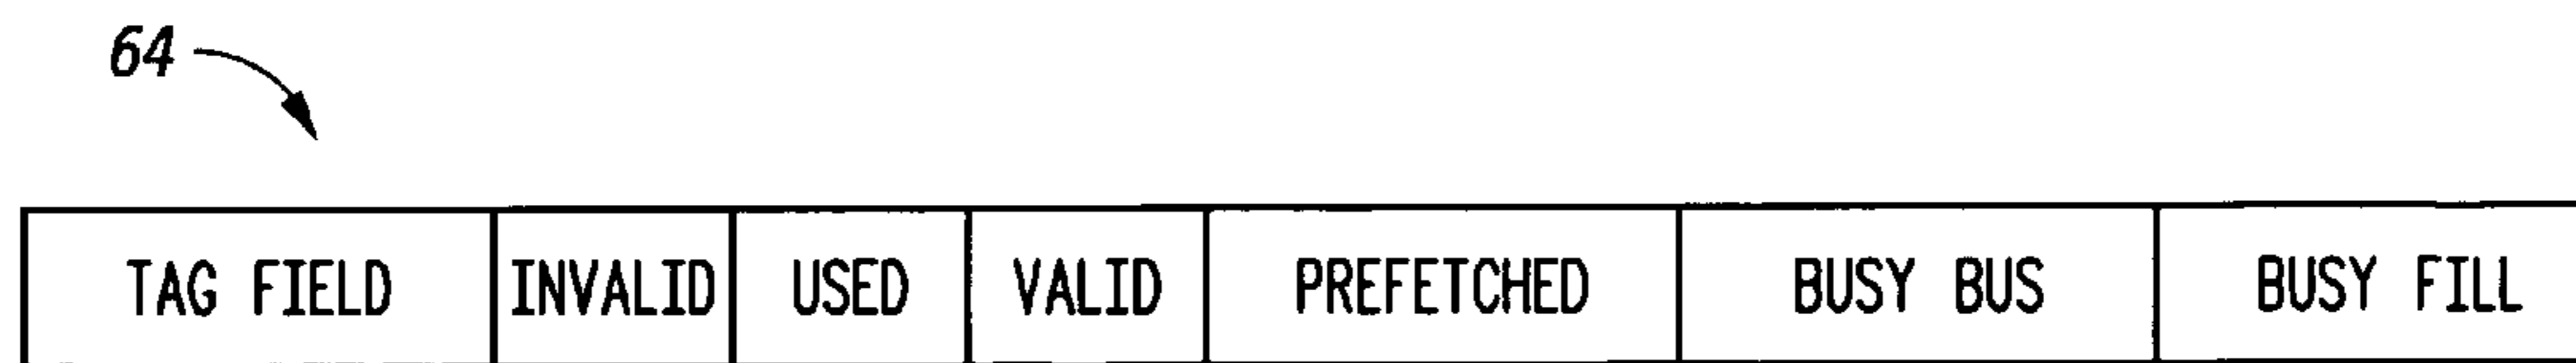 64
TAG FIELD INVALID USED VALID PREFETCHED BUSY BUS BUSY FILL